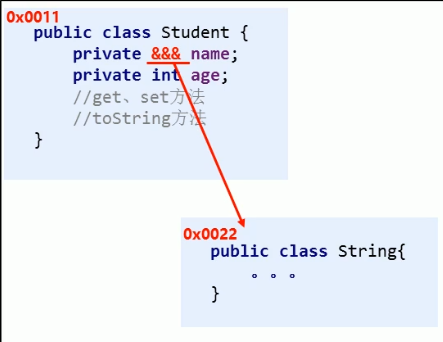 0x0011
public class Student {
private &&& name;
private int age;
//get、set方法
//toString方法
}
0x0022
public class String{
。。。
}